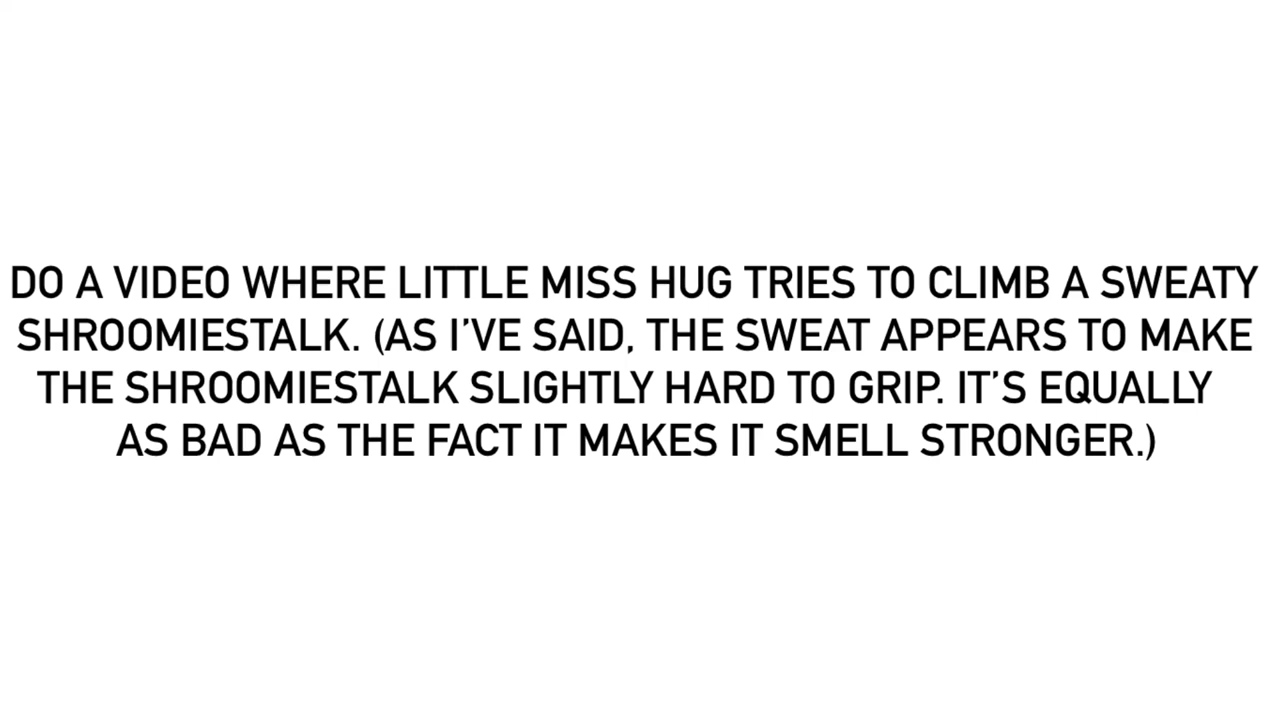 DO A VIDEO WHERE LITTLE MISS HUG TRIES TO CLIMB A SWEATY
SHROOMIESTALK. (AS I'VE SAID, THE SWEAT APPEARS TO MAKE
THE SHROOMIESTALK SLIGHTLY HARD TO GRIP. IT'S EQUALLY
AS BAD AS THE FACT IT MAKES IT SMELL STRONGER.)